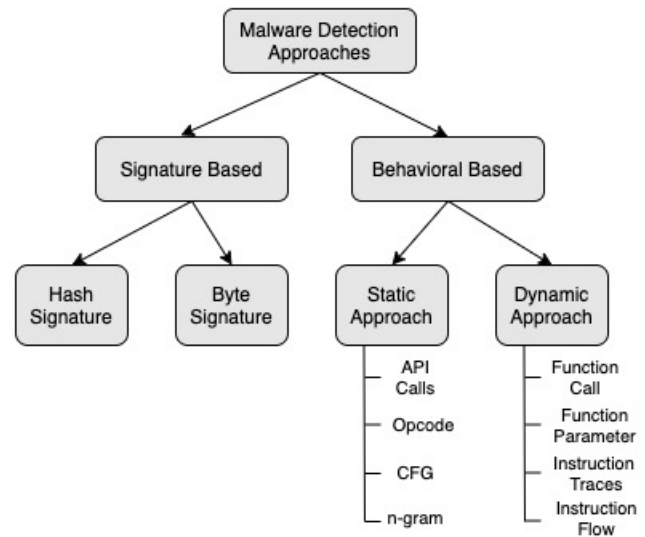 Malware Detection
Approaches
Signature Based
Behavioral Based
Hash
Signature
Byte
Signature
Static
Approach
Dynamic
Approach
API
Calls
Opcode
CFG
n-gram
Function
Call
Function
Parameter
Instruction
Traces
Instruction
Flow